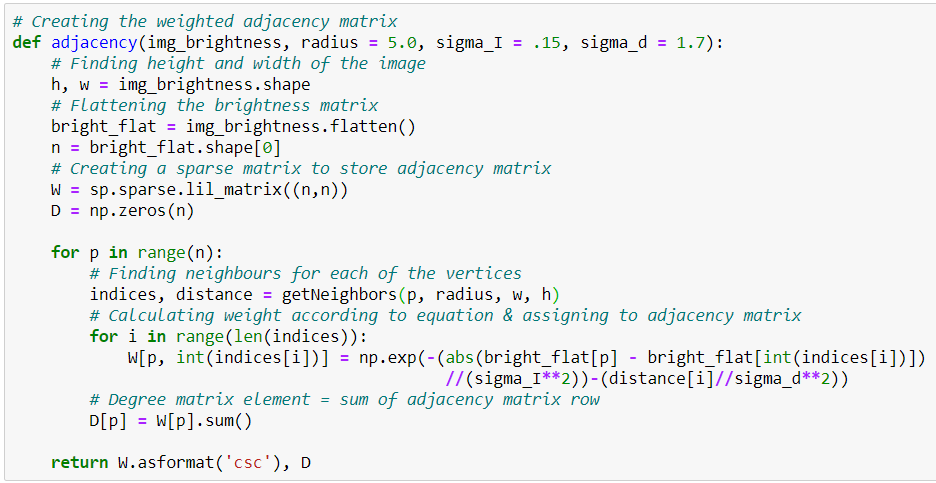 # Creating the weighted adjacency matrix
def adjacency(img_brightness, radius = 5.0, sigma_I = .15, sigma_d = 1.7):
    # Finding height and width of the image
    h, w = img_brightness.shape
    # Flattening the brightness matrix
    bright_flat = img_brightness.flatten()
    n = bright_flat.shape[0]
    # Creating a sparse matrix to store adjacency matrix
    W = sp.sparse.lil_matrix((n,n))
    D = np.zeros(n)

    for p in range(n):
        # Finding neighbours for each of the vertices
        indices, distance = getNeighbors(p, radius, w, h)
        # Calculating weight according to equation & assigning to adjacency matrix
        for i in range(len(indices)):
            W[p, int(indices[i])] = np.exp(-(abs(bright_flat[p] - bright_flat[int(indices[i])])
                                             //(sigma_I**2))-(distance[i]//sigma_d**2))
        # Degree matrix element = sum of adjacency matrix row
        D[p] = W[p].sum()

    return W.asformat('csc'), D